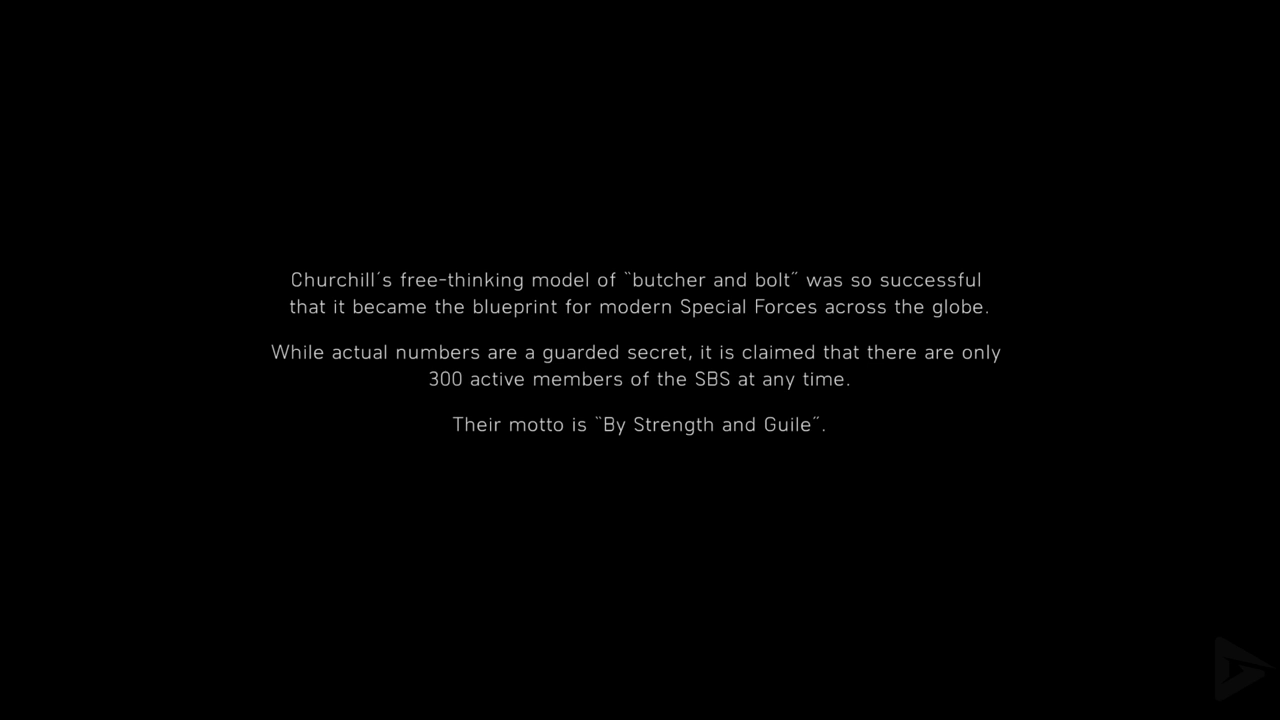 Churchill´s free-thinking model of ``butcher and bolt˝ was so successful
that it became the blueprint for modern Special Forces across the globe.
While actual numbers are a guarded secret, it is claimed that there are only
300 active members of the SBS at any time.
Their motto is ``By Strength and Guile˝.